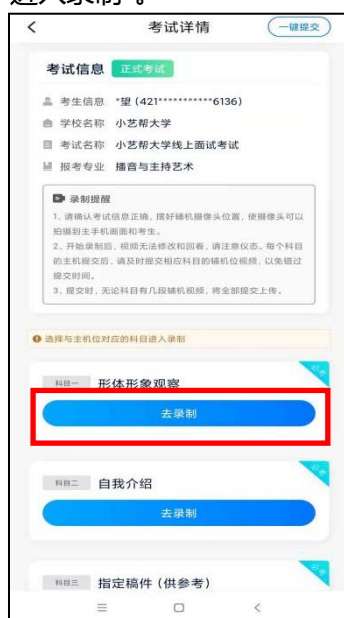 进入录制"。
考试详情
一键提交
考试信息 正式考试
考生信息 *望 (421***********6136)
学校名称 小艺帮大学
考试名称 小艺帮大学线上面试考试
报考专业 播音与主持艺术
录制提醒
1、请确认考试信息正确，摆好辅机摄像头位置，使摄像头可以
拍摄到主手机画面和考生。
2、开始录制后，视频无法修改和回看，请注意仪态。每个科目
的主机提交后，请及时提交相应科目的辅机位视频，以免错过
提交时间。
3、提交时，无论科目有几段辅机视频，将全部提交上传。
选择与主机位对应的科目进入录制
科目一 形体形象观察
必考
去录制
科目二 自我介绍
必考
去录制
科目三 指定稿件 (供参考)
必考